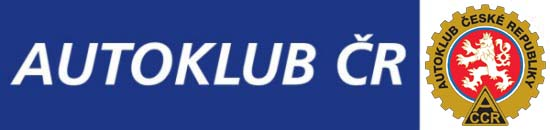 AUTOKLUB ČR
AUTOKLUB ČESKÉ REPUBLIKY
A
CCR